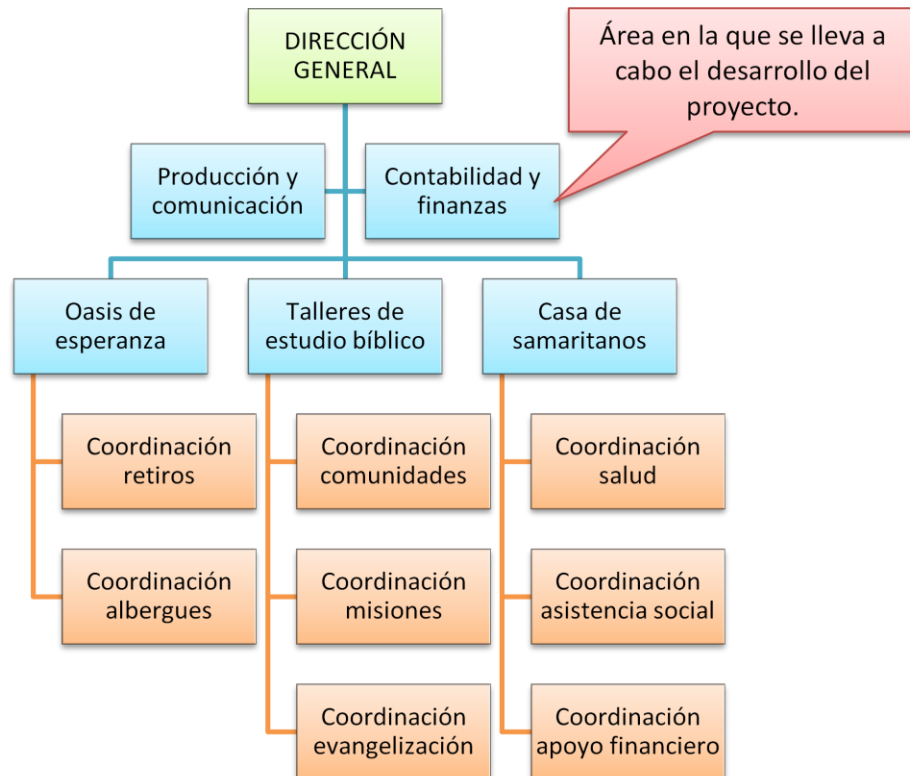 DIRECCIÓN
GENERAL
Área en la que se lleva a
cabo el desarrollo del
proyecto.
Producción y
comunicación
Contabilidad y
finanzas
Oasis de
esperanza
Talleres de
estudio bíblico
Casa de
samaritanos
Coordinación
retiros
Coordinación
comunidades
Coordinación
salud
Coordinación
albergues
Coordinación
misiones
Coordinación
asistencia social
Coordinación
evangelización
Coordinación
apoyo financiero